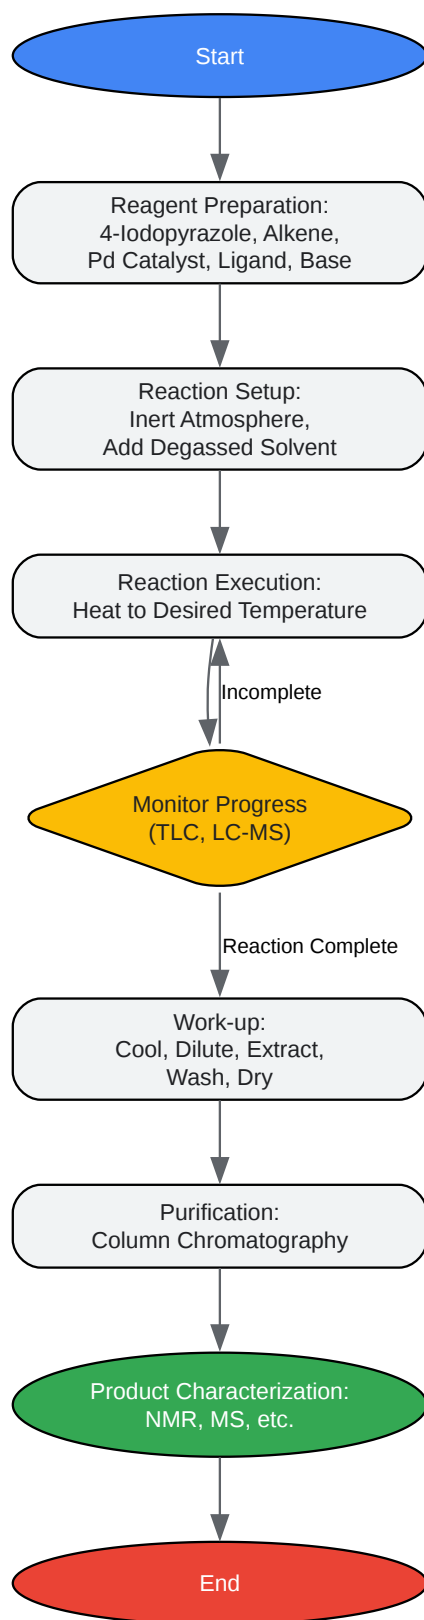 Start
Reagent Preparation:
4-Iodopyrazole, Alkene,
Pd Catalyst, Ligand, Base
Reaction Setup:
Inert Atmosphere,
Add Degassed Solvent
Reaction Execution:
Heat to Desired Temperature
Incomplete
Monitor Progress
(TLC, LC-MS)
Reaction Complete
Work-up:
Cool, Dilute, Extract,
Wash, Dry
Purification:
Column Chromatography
Product Characterization:
NMR, MS, etc.
End